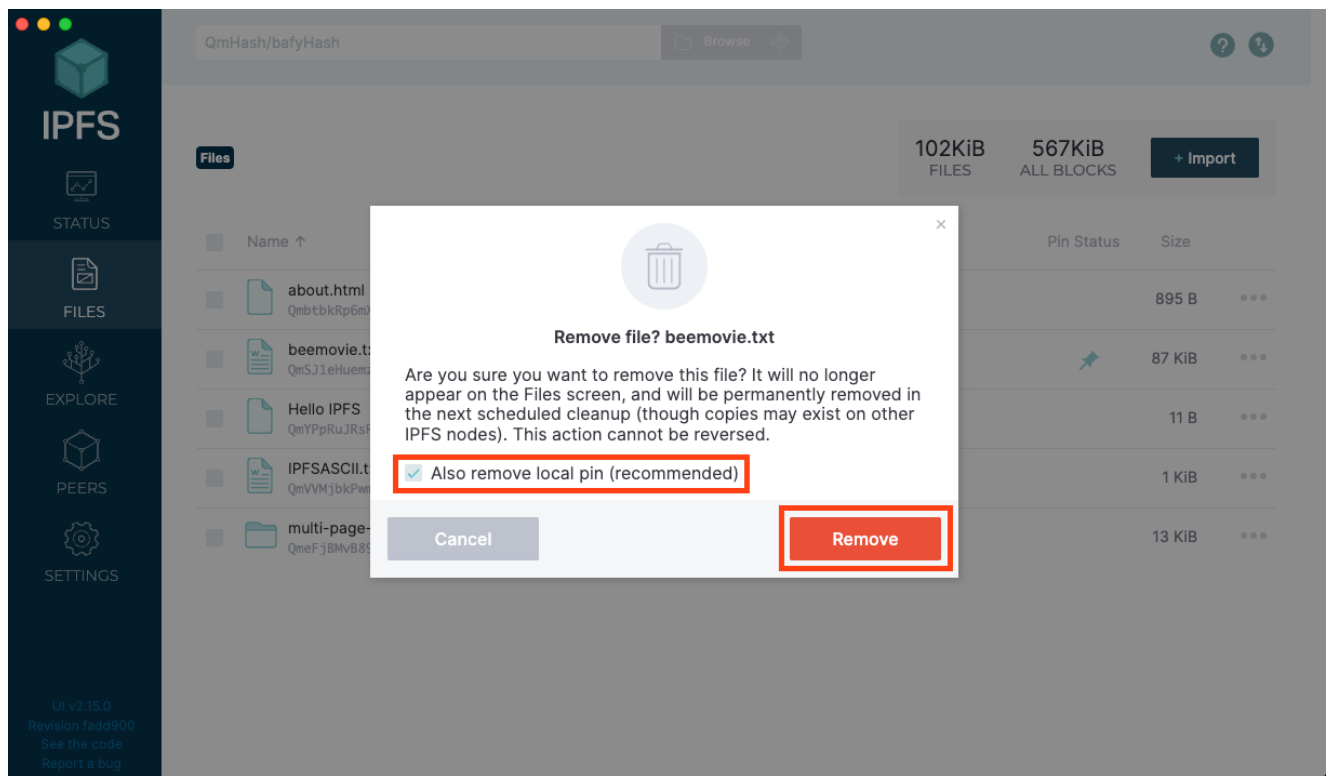 QmHash/bafyHash
Browse
IPFS
STATUS
FILES
EXPLORE
PEERS
SETTINGS
UI v2.15.0
Revision fadd900
See the code
Report a bug
Files
102KiB
FILES
567KiB
ALL BLOCKS
+ Import
Name ↑
Pin Status
Size
about.html
895 B
beemovie.t
87 KiB
Hello IPFS
11 B
IPFSASCII.t
1 KiB
multi-page-
13 KiB
Remove file? beemovie.txt
Are you sure you want to remove this file? It will no longer
appear on the Files screen, and will be permanently removed in
the next scheduled cleanup (though copies may exist on other
IPFS nodes). This action cannot be reversed.
Also remove local pin (recommended)
Cancel
Remove